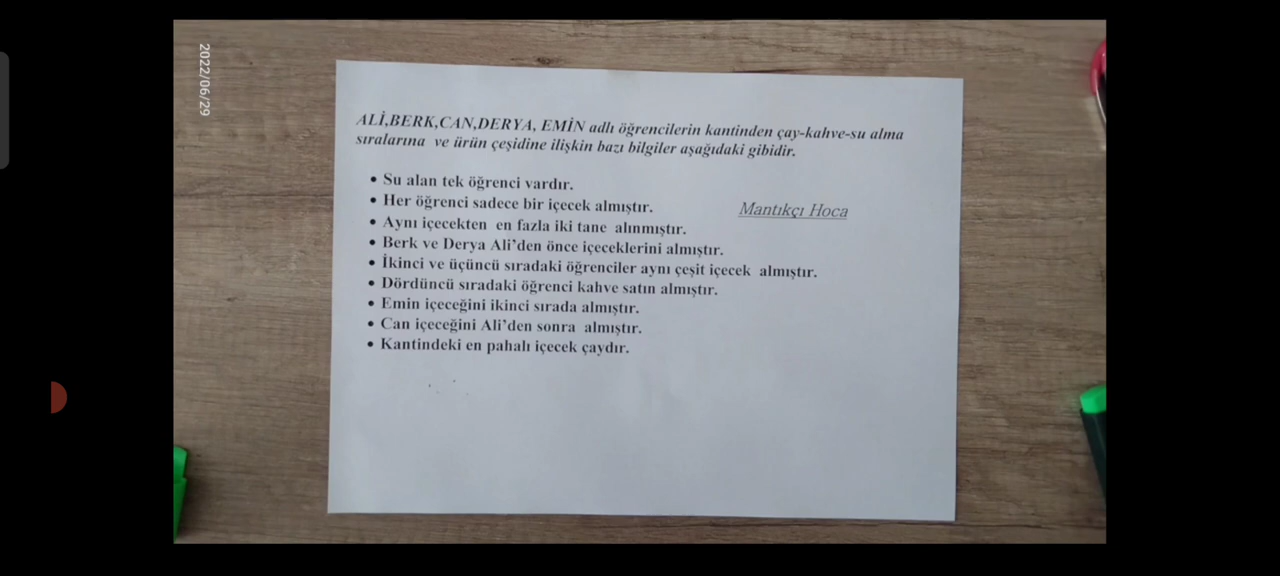 2022/06/29
ALİ,BERK,CAN,DERYA, EMİN adlı öğrencilerin kantinden çay-kahve-su alma
sıralarına ve ürün çeşidine ilişkin bazı bilgiler aşağıdaki gibidir.
• Su alan tek öğrenci vardır.
• Her öğrenci sadece bir içecek almıştır.
Mantıkçı Hoca
• Aynı içecekten en fazla iki tane alınmıştır.
• Berk ve Derya Ali'den önce içeceklerini almıştır.
• İkinci ve üçüncü sıradaki öğrenciler aynı çeşit içecek almıştır.
• Dördüncü sıradaki öğrenci kahve satın almıştır.
• Emin içeceğini ikinci sırada almıştır.
• Can içeceğini Ali'den sonra almıştır.
• Kantindeki en pahalı içecek çaydır.